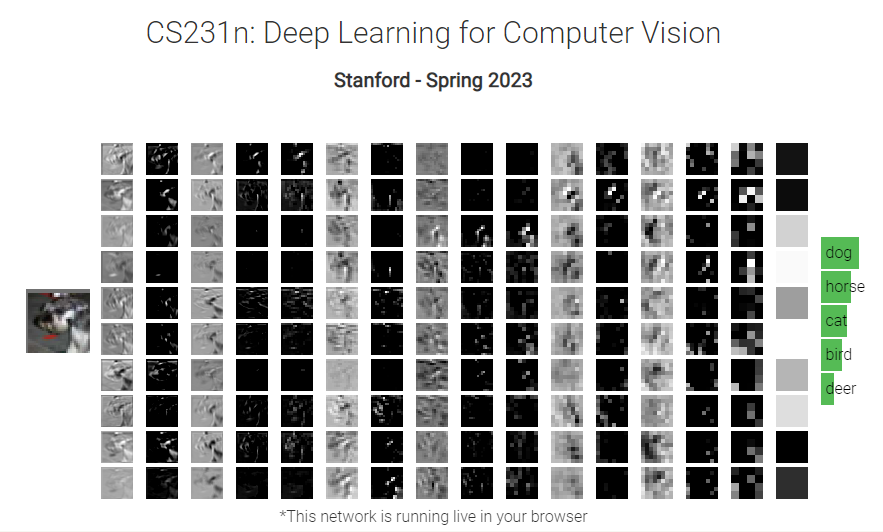 CS231n: Deep Learning for Computer Vision
Stanford - Spring 2023
dog
horse
cat
bird
deer
*This network is running live in your browser